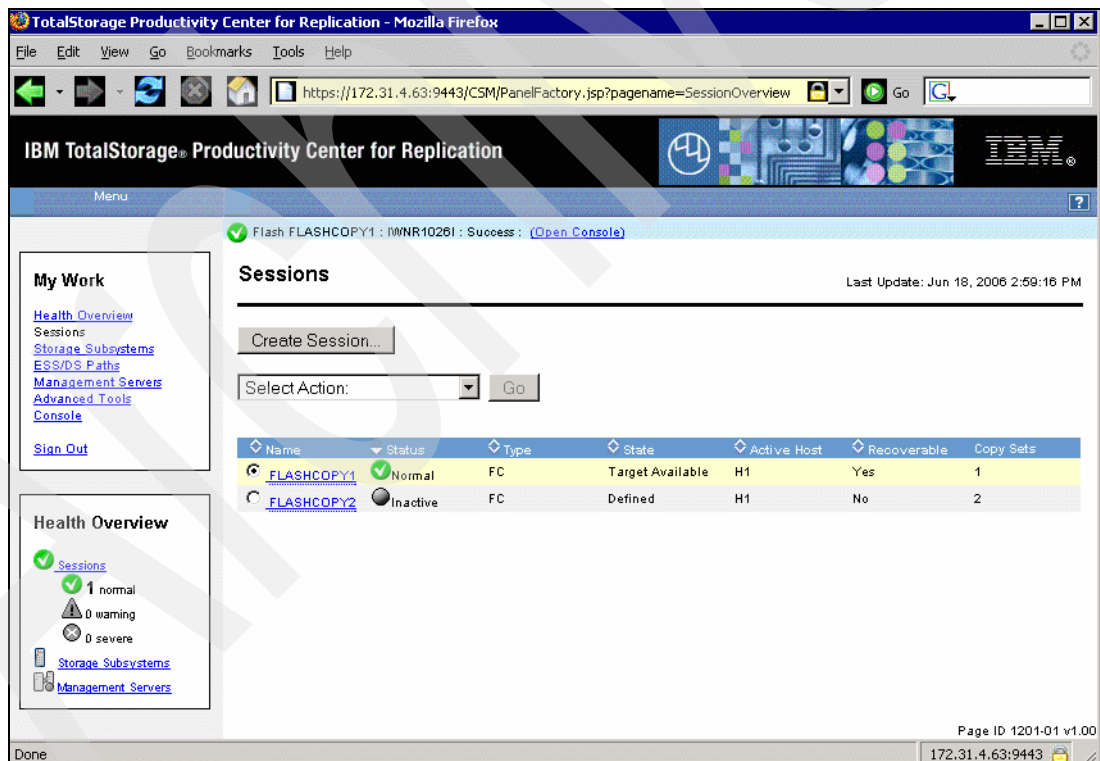 TotalStorage Productivity Center for Replication - Mozilla Firefox
File Edit View Go Bookmarks Tools Help
https://172.31.4.63:9443/CSM/PanelFactory.jsp?pagename=SessionOverview Go G
IBM TotalStorage® Productivity Center for Replication IBM®
Menu ?
Flash FLASHCOPY1 : IWNR1026I : Success : (Open Console)
My Work
Health Overview
Sessions
Storage Subsystems
ESS/DS Paths
Management Servers
Advanced Tools
Console
Sign Out
Health Overview
Sessions
1 normal
0 warning
0 severe
Storage Subsystems
Management Servers
Sessions
Last Update: Jun 18, 2006 2:59:16 PM
Create Session...
Select Action: Go
Name Status Type State Active Host Recoverable Copy Sets
FLASHCOPY1 Normal FC Target Available H1 Yes 1
FLASHCOPY2 Inactive FC Defined H1 No 2
Page ID 1201-01 v1.00
Done 172.31.4.63:9443